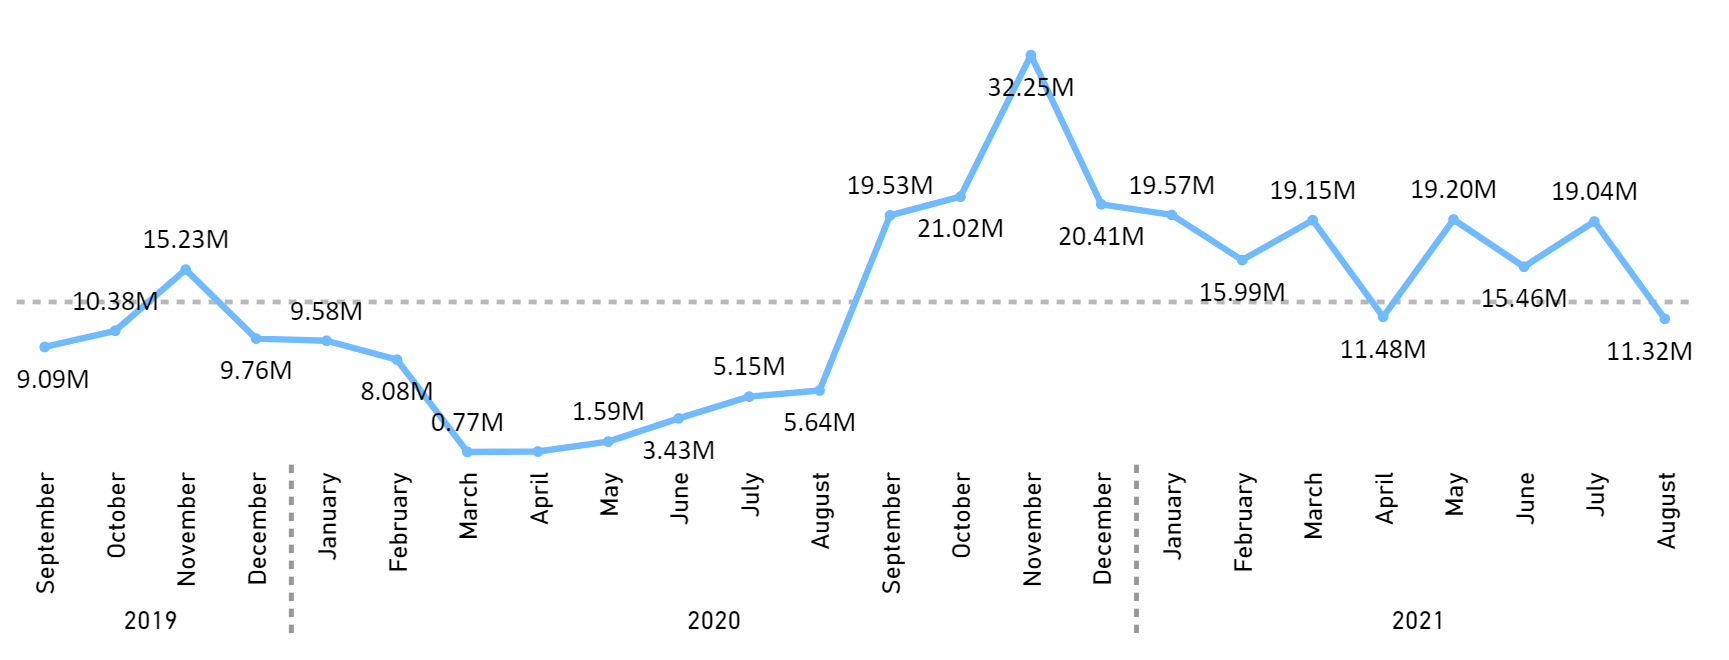 32.25M
19.53M
19.57M
19.15M
19.20M
19.04M
21.02M
20.41M
15.23M
10.38M
15.99M
15.46M
9.58M
9.09M
9.76M
8.08M
0.77M
1.59M
3.43M
5.15M
5.64M
11.48M
11.32M
September
October
November
December
January
February
March
April
May
June
July
August
September
October
November
December
January
February
March
April
May
June
July
August
2019
2020
2021